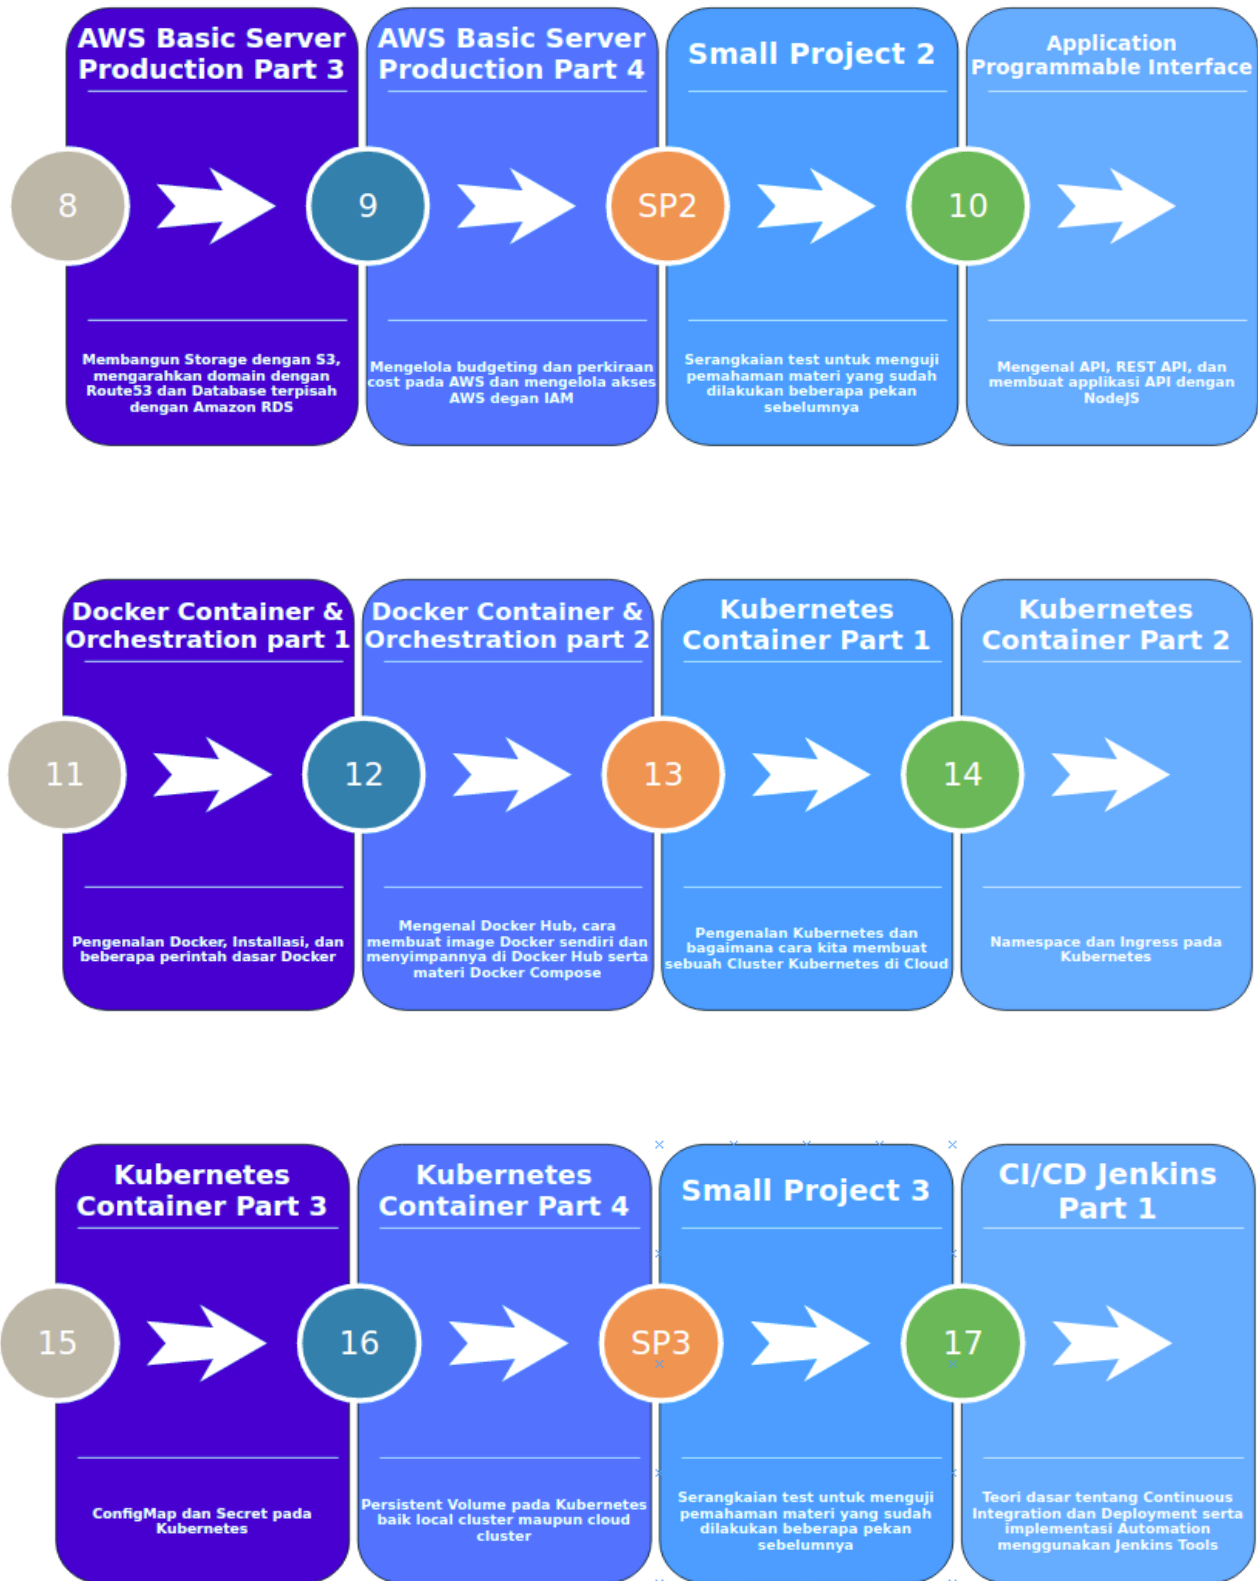 AWS Basic Server
Production Part 3
8
Membangun Storage dengan S3,
mengarahkan domain dengan
Route53 dan Database terpisah
dengan Amazon RDS
AWS Basic Server
Production Part 4
9
Mengelola budgeting dan perkiraan
cost pada AWS dan mengelola akses
AWS degan IAM
Small Project 2
SP2
Serangkaian test untuk menguji
pemahaman materi yang sudah
dilakukan beberapa pekan
sebelumnya
Application
Programmable Interface
10
Mengenal API, REST API, dan
membuat applikasi API dengan
NodeJS
Docker Container &
Orchestration part 1
11
Pengenalan Docker, Installasi, dan
beberapa perintah dasar Docker
Docker Container &
Orchestration part 2
12
Mengenal Docker Hub, cara
membuat image Docker sendiri dan
menyimpannya di Docker Hub serta
materi Docker Compose
Kubernetes
Container Part 1
13
Pengenalan Kubernetes dan
bagaimana cara kita membuat
sebuah Cluster Kubernetes di Cloud
Kubernetes
Container Part 2
14
Namespace dan Ingress pada
Kubernetes
Kubernetes
Container Part 3
15
ConfigMap dan Secret pada
Kubernetes
Kubernetes
Container Part 4
16
Persistent Volume pada Kubernetes
baik local cluster maupun cloud
cluster
Small Project 3
SP3
Serangkaian test untuk menguji
pemahaman materi yang sudah
dilakukan beberapa pekan
sebelumnya
CI/CD Jenkins
Part 1
17
Teori dasar tentang Continuous
Integration dan Deployment serta
implementasi Automation
menggunakan Jenkins Tools